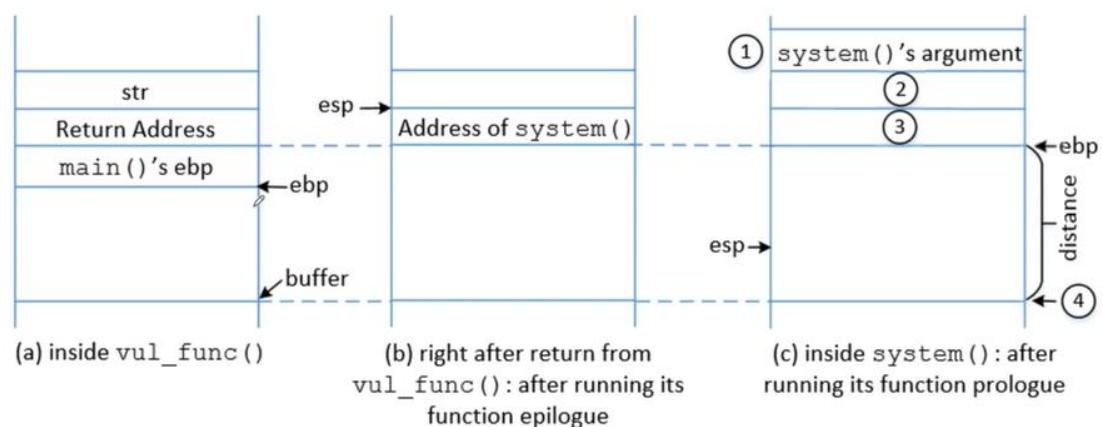 str
Return Address
main()'s ebp
ebp
buffer
(a) inside vul_func()
esp
Address of system()
(b) right after return from
vul_func(): after running its
function epilogue
1 system()'s argument
2
3
ebp
distance
esp
4
(c) inside system(): after
running its function prologue